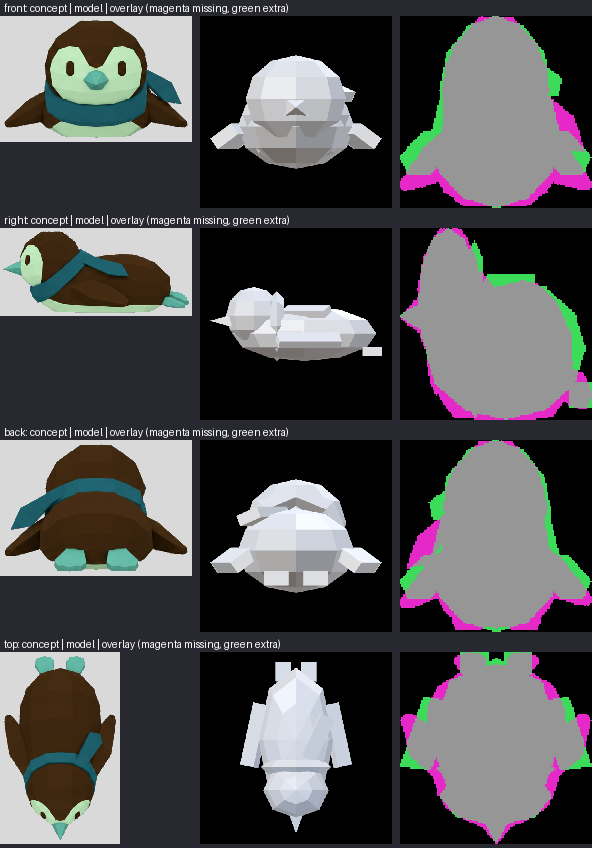 front: concept | model | overlay (magenta missing, green extra)
right: concept | model | overlay (magenta missing, green extra)
back: concept | model | overlay (magenta missing, green extra)
top: concept | model | overlay (magenta missing, green extra)